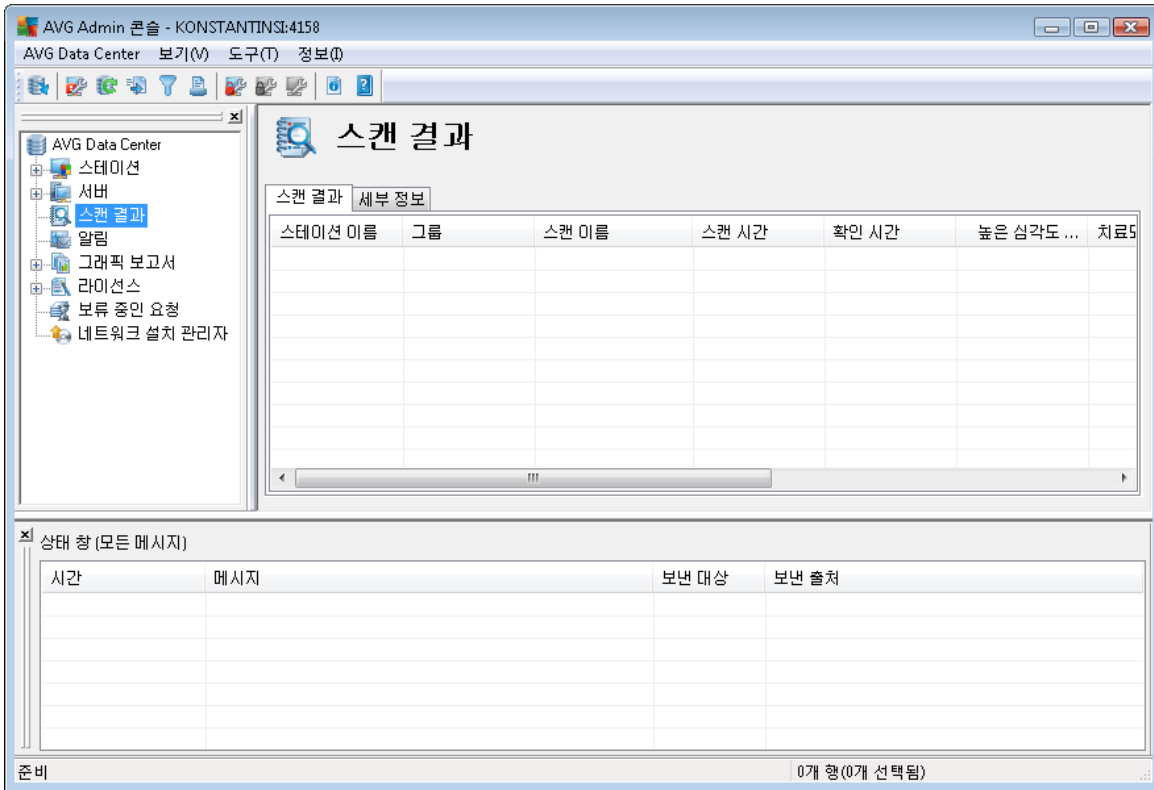 AVG Admin 콘솔 - KONSTANTINSI:4158
AVG Data Center 보기(V) 도구(T) 정보(I)
AVG Data Center
스테이션
서버
스캔 결과
알림
그래픽 보고서
라이선스
보류 중인 요청
네트워크 설치 관리자
스캔 결과
스캔 결과 세부 정보
스테이션 이름 그룹 스캔 이름 스캔 시간 확인 시간 높은 심각도 ...
상태 창 (모든 메시지)
시간 메시지 보낸 대상 보낸 출처
준비 0개 행(0개 선택됨)